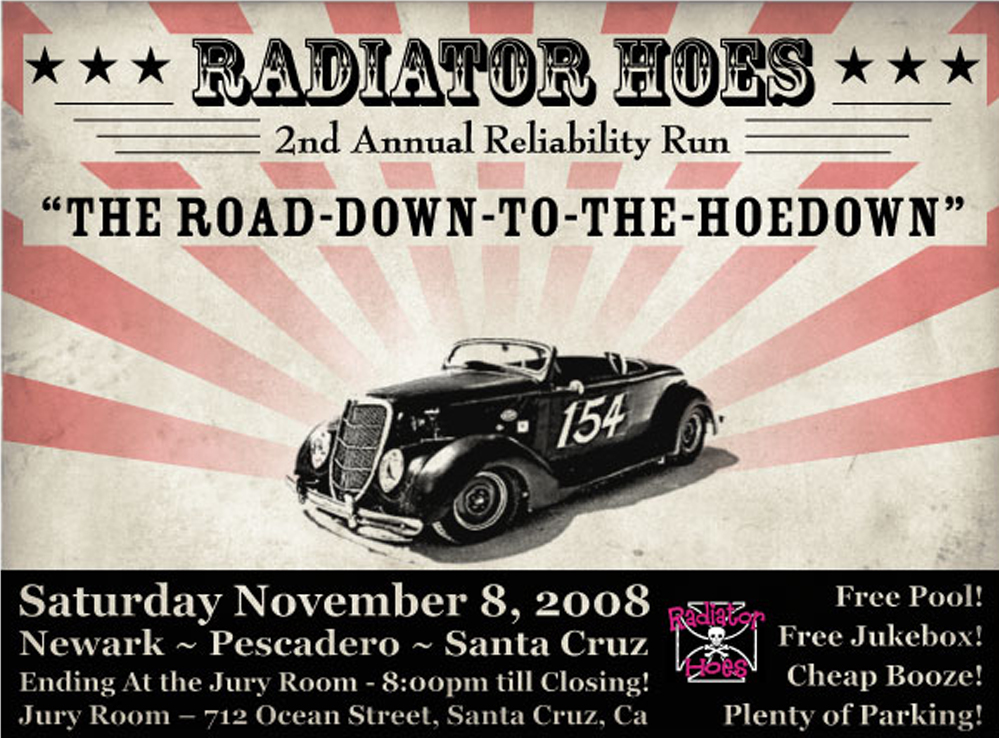 RADIATOR HOES
2nd Annual Reliability Run
“THE ROAD-DOWN-TO-THE-HOEDOWN”
154
Saturday November 8, 2008
Newark ~ Pescadero ~ Santa Cruz
Ending At the Jury Room - 8:00pm till Closing!
Jury Room – 712 Ocean Street, Santa Cruz, Ca
Radiator
Hoes
Free Pool!
Free Jukebox!
Cheap Booze!
Plenty of Parking!